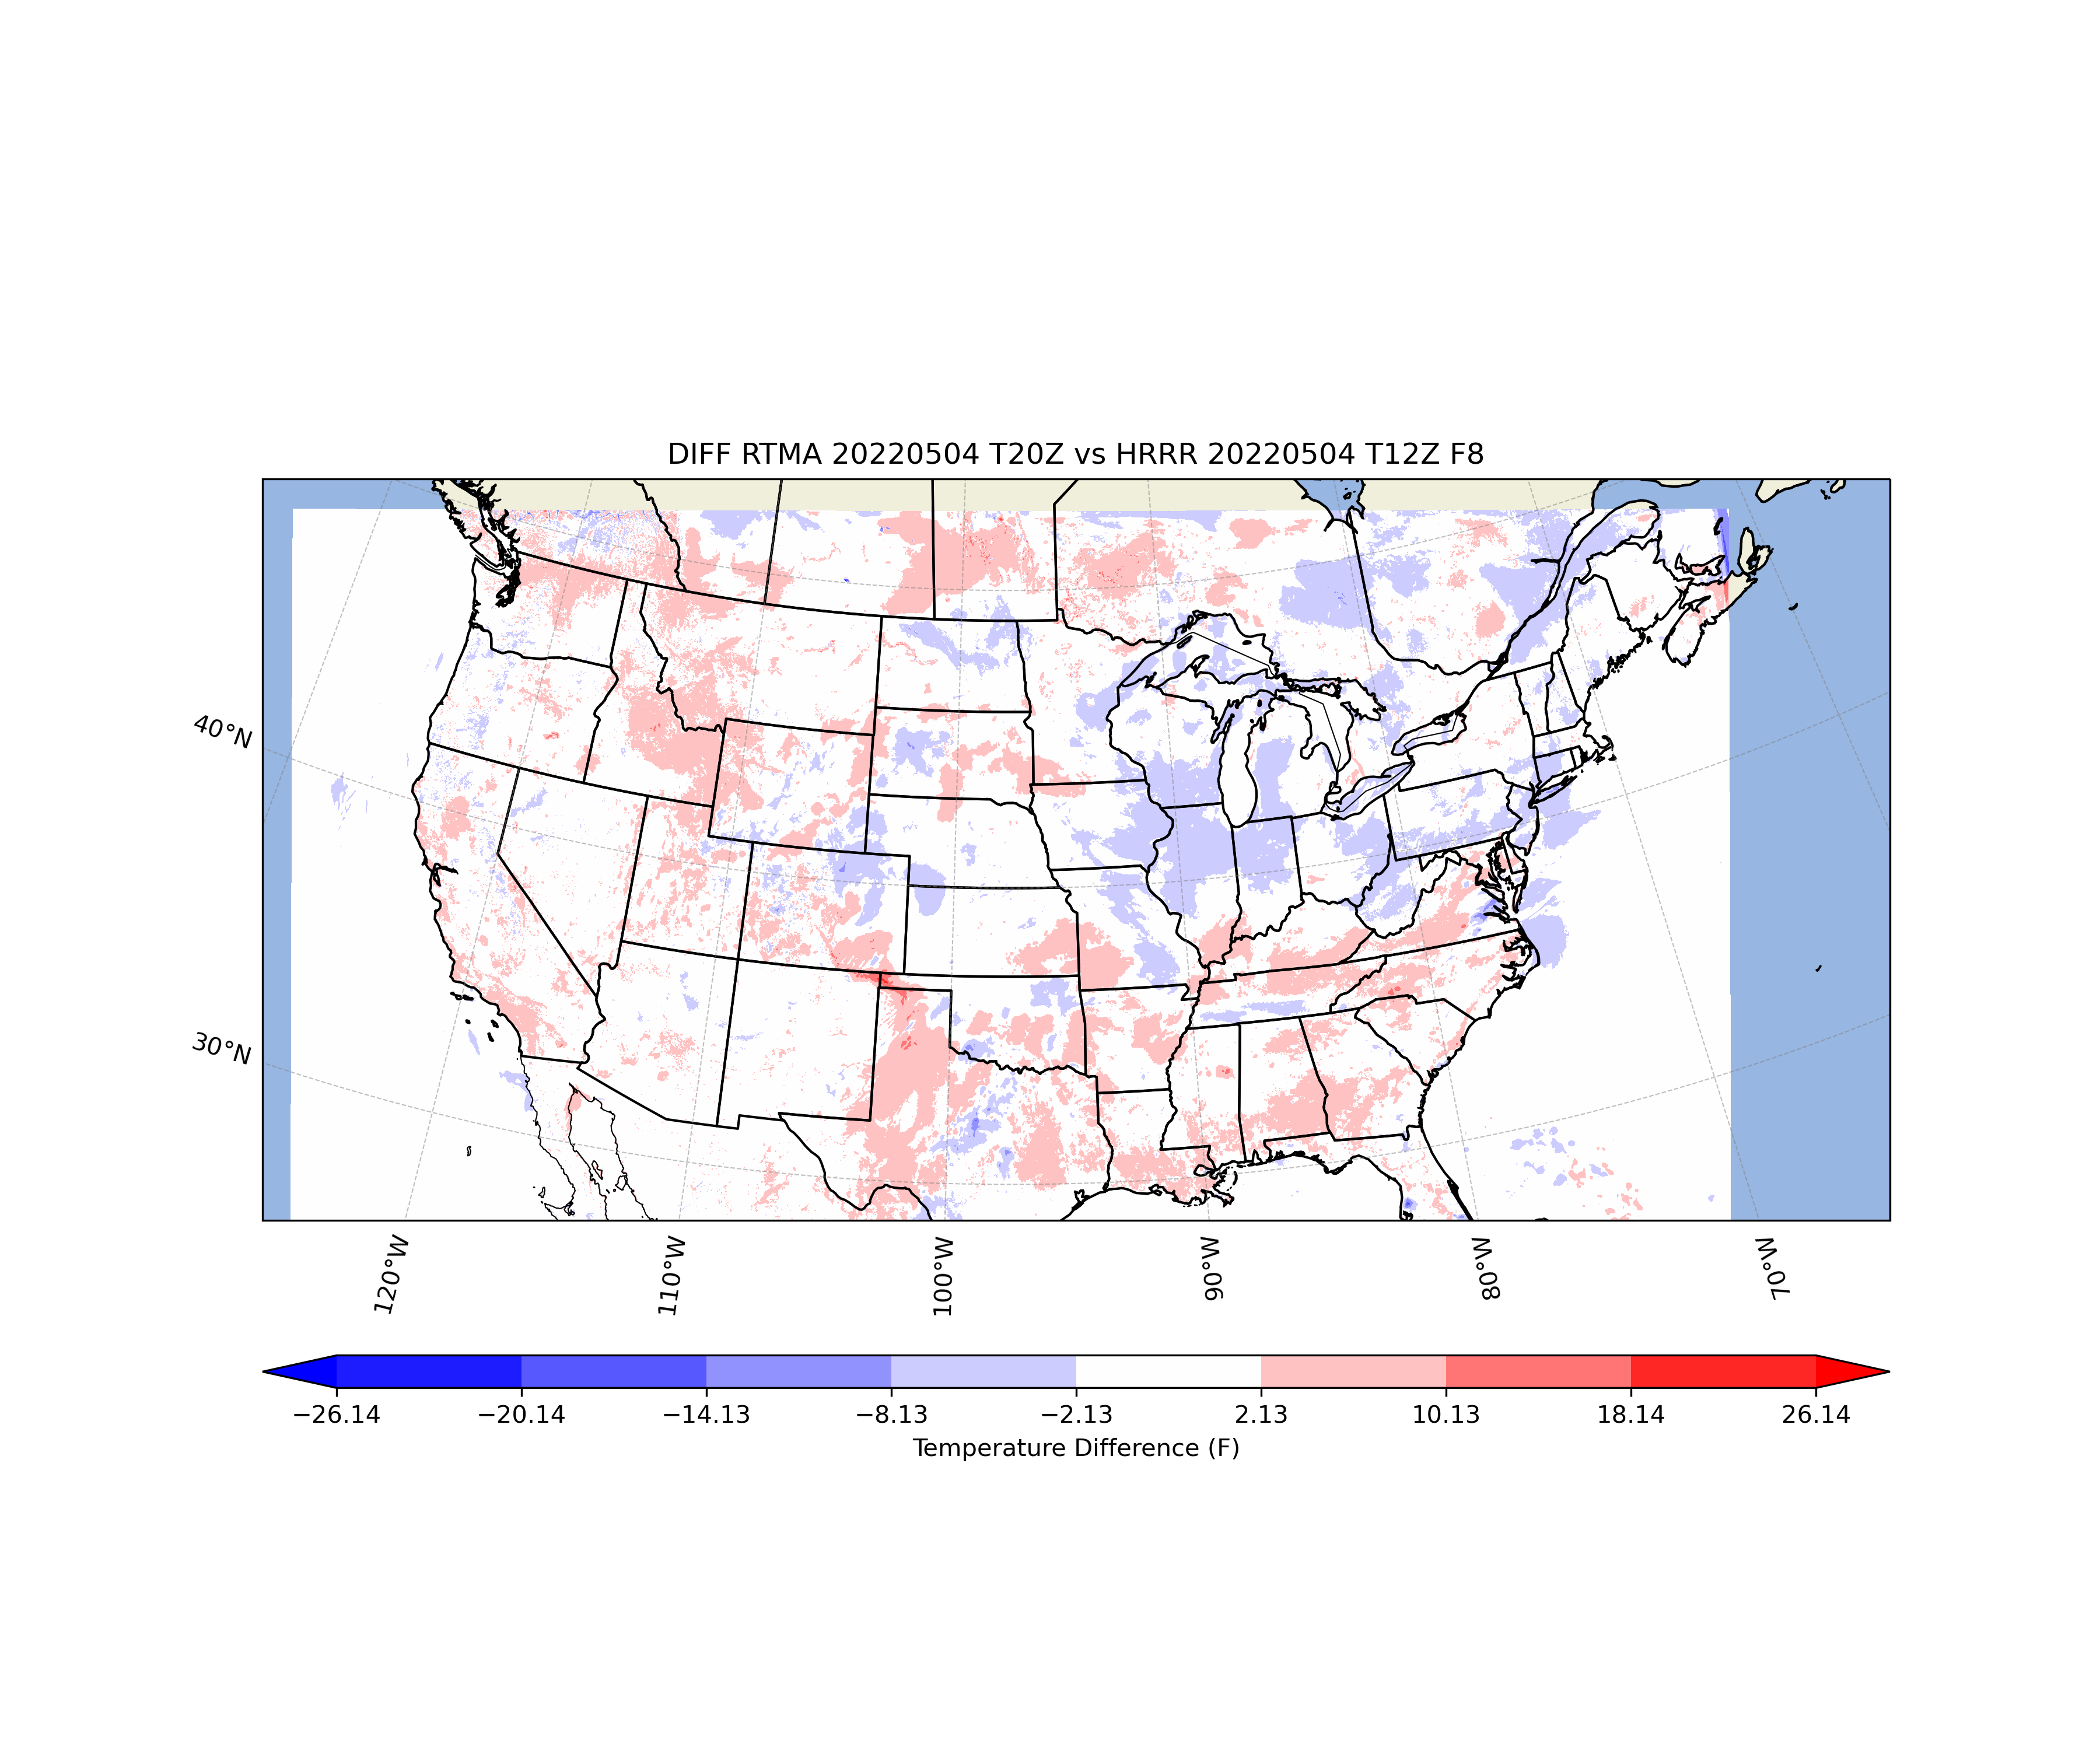 DIFF RTMA 20220504 T20Z vs HRRR 20220504 T12Z F8
40°N
30°N
120°W 110°W 100°W 90°W 80°W 70°W
−26.14 −20.14 −14.13 −8.13 −2.13 2.13 10.13 18.14 26.14
Temperature Difference (F)